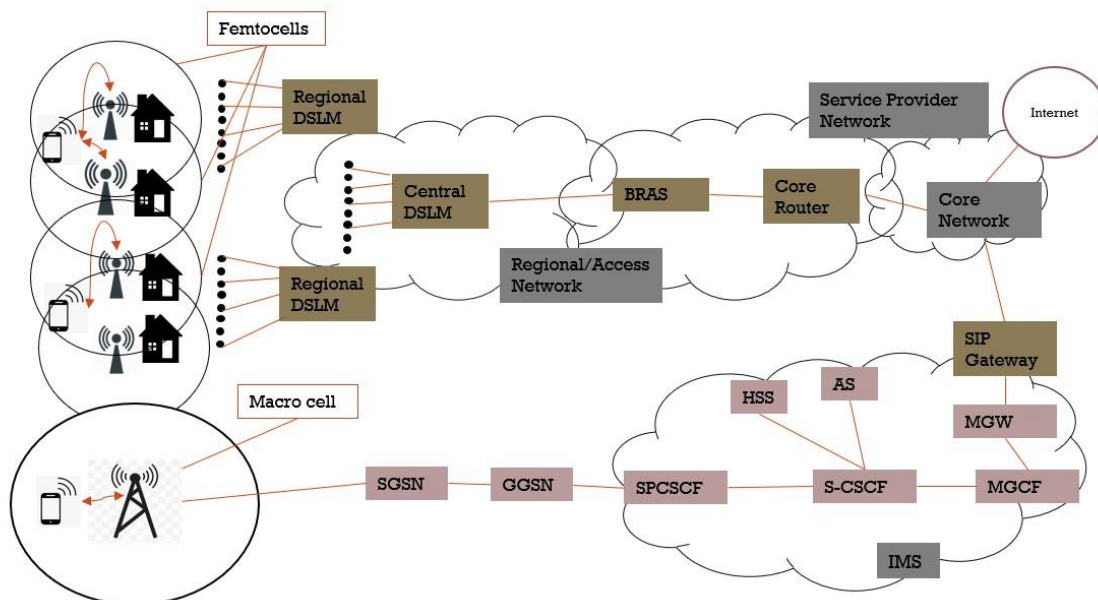 Femtocells
Regional
DSLM
Service Provider
Network
Internet
Central
DSLM
BRAS
Core
Router
Core
Network
Regional/Access
Network
Regional
DSLM
SIP
Gateway
Macro cell
HSS
AS
MGW
SGSN
GGSN
SPCSCF
S-CSCF
MGCF
IMS